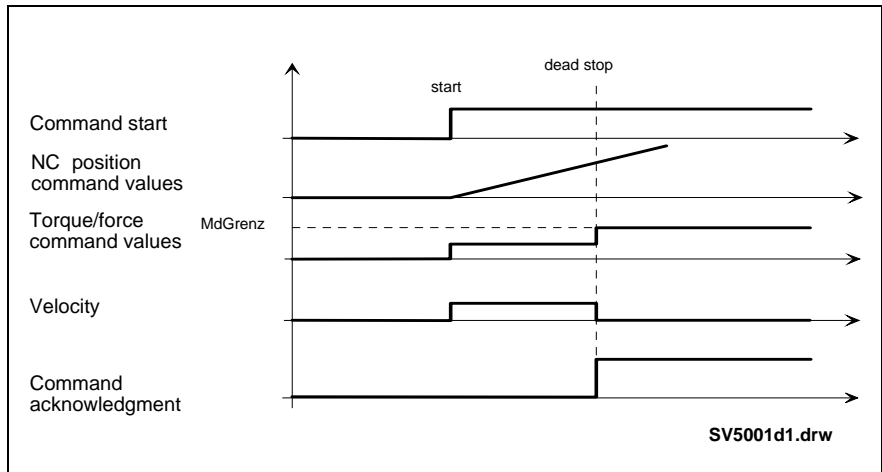 dead stop
start
Command start
NC position
command values
Torque/force
command values
MdGrenz
Velocity
Command
acknowledgment
SV5001d1.drw